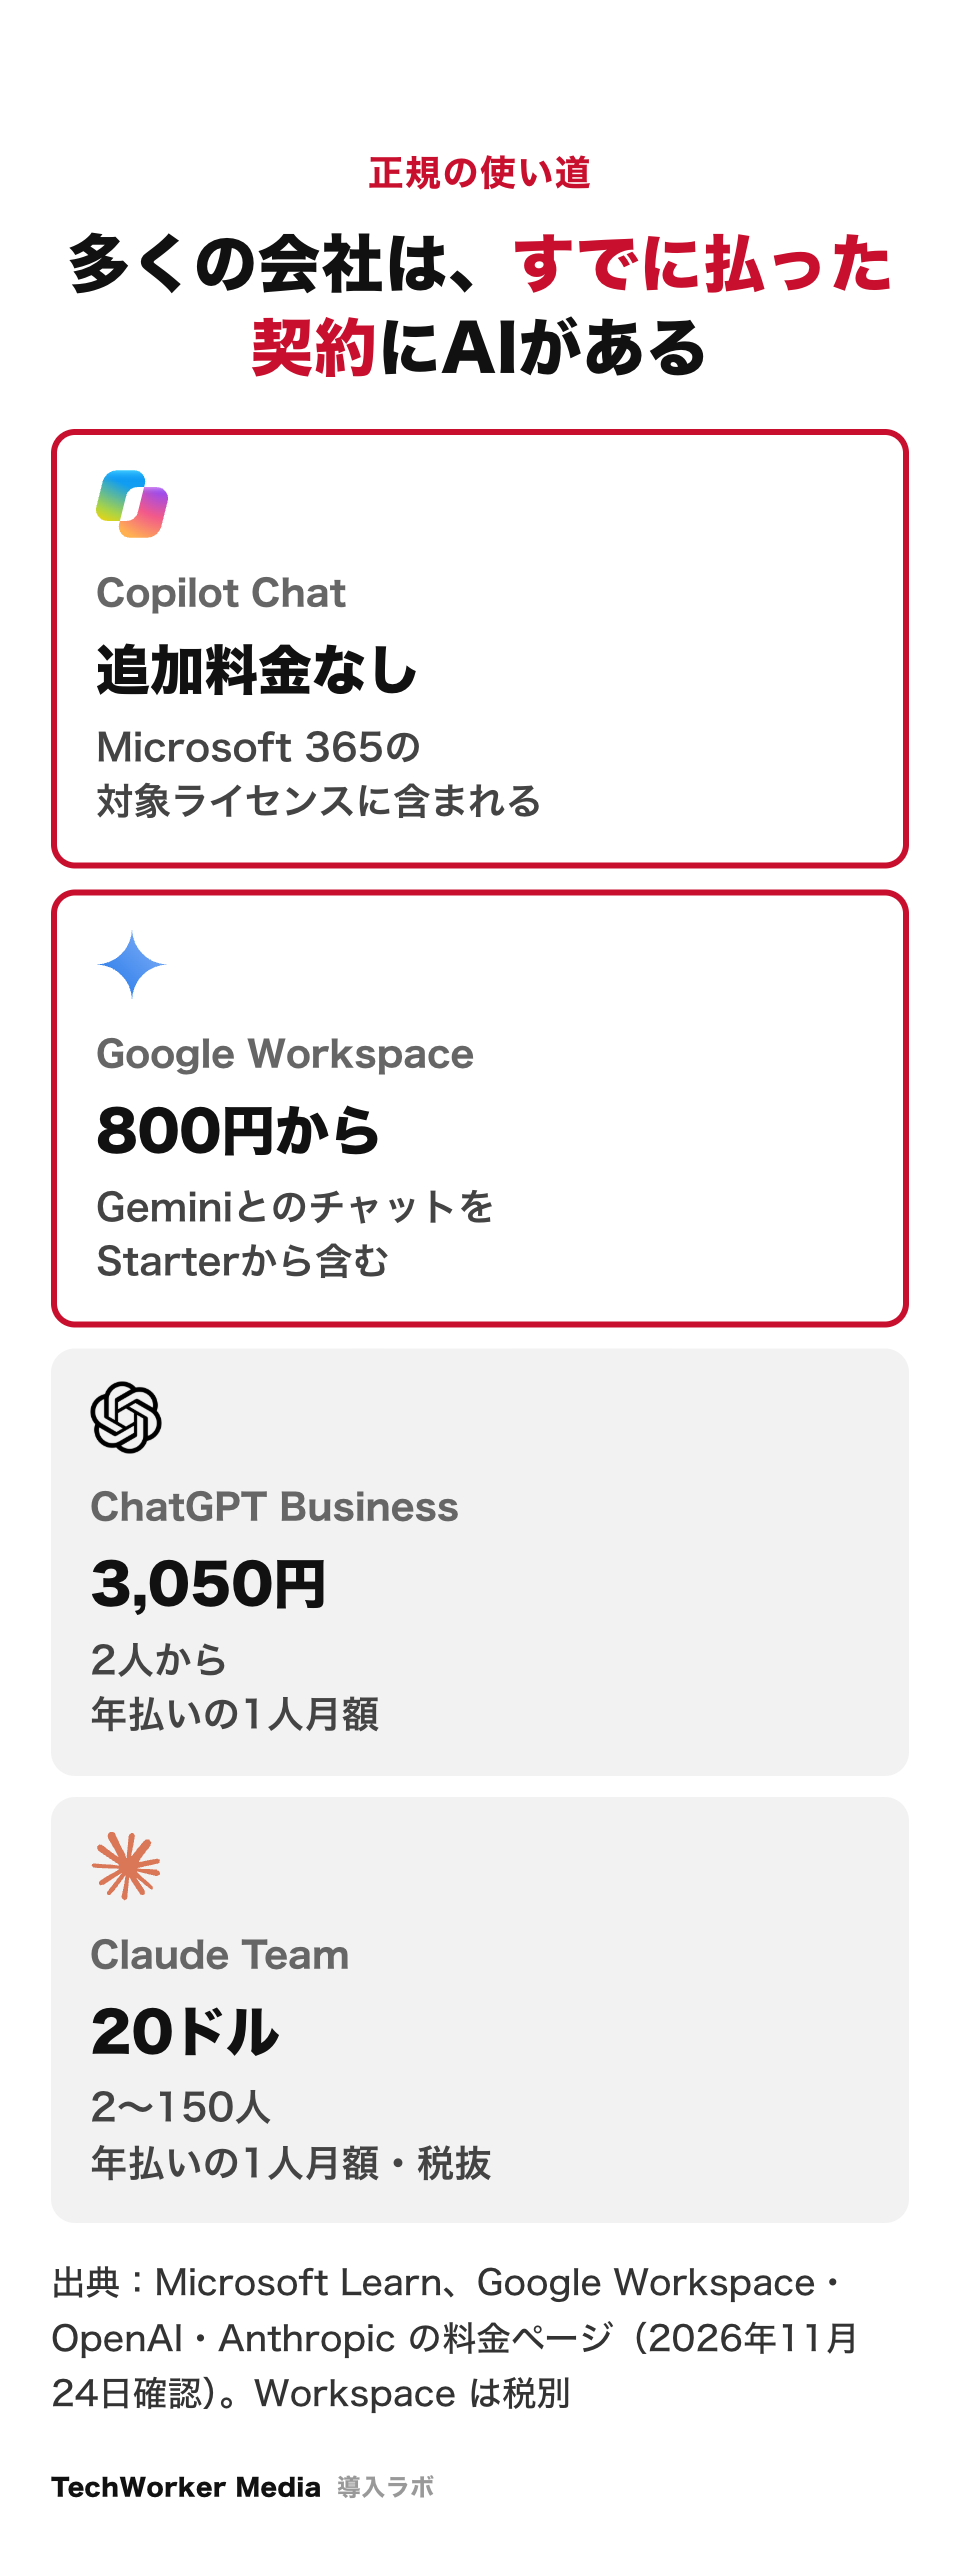 正規の使い道
多くの会社は、すでに払った
契約にAIがある
Copilot Chat
追加料金なし
Microsoft 365の
対象ライセンスに含まれる
Google Workspace
800円から
Geminiとのチャットを
Starterから含む
ChatGPT Business
3,050円
2人から
年払いの1人月額
Claude Team
20ドル
2〜150人
年払いの1人月額・税抜
出典：Microsoft Learn、Google Workspace・
OpenAI・Anthropic の料金ページ（2026年11月
24日確認）。Workspace は税別
TechWorker Media 導入ラボ